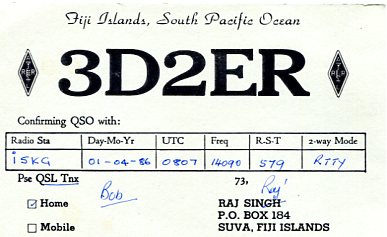 Fiji Islands, South Pacific Ocean
3D2ER
Confirming QSO with:
Radio Sta Day-Mo-Yr UTC Freq R-S-T 2-way Mode
i5KG 01-04-86 0807 14090 579 RTTY
Pse QSL Tnx 73,
Bob Raj
☑ Home RAJ SINGH
P.O. BOX 184
☐ Mobile SUVA, FIJI ISLANDS